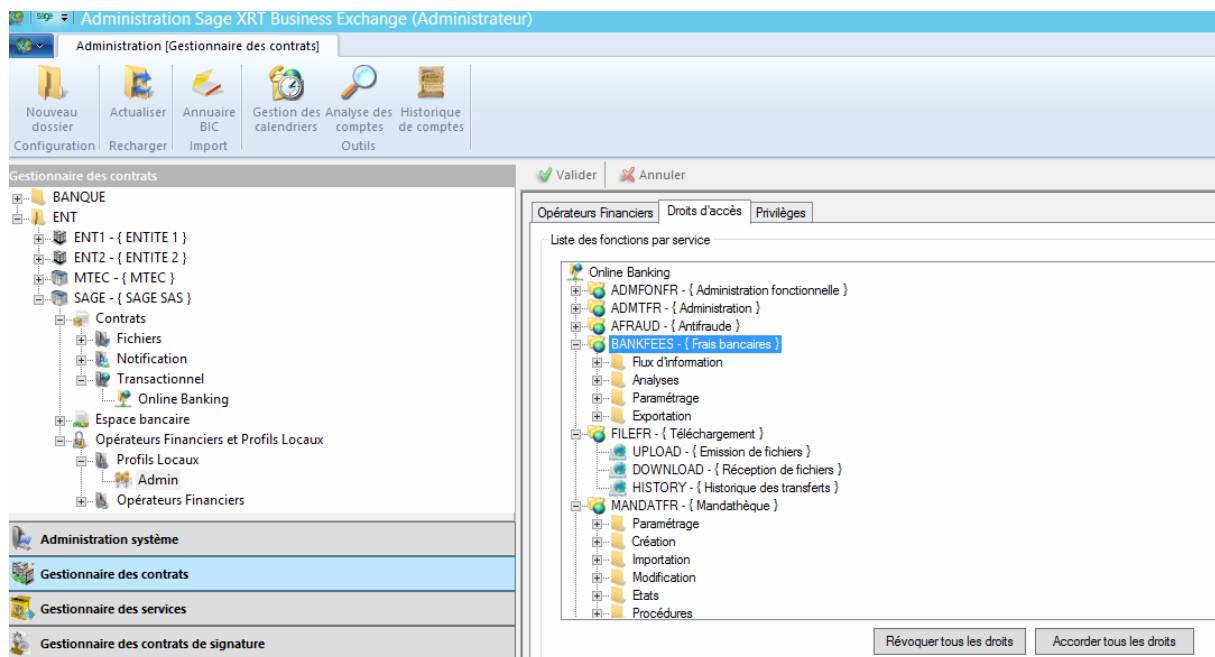 sage
Administration Sage XRT Business Exchange (Administrateur)
Administration [Gestionnaire des contrats]
Nouveau dossier
Actualiser
Annuaire BIC
Gestion des calendriers
Analyse des comptes
Historique de comptes
Configuration
Recharger
Import
Outils
Gestionnaire des contrats
BANQUE
ENT
ENT1 - { ENTITE 1 }
ENT2 - { ENTITE 2 }
MTEC - { MTEC }
SAGE - { SAGE SAS }
Contrats
Fichiers
Notification
Transactionnel
Online Banking
Espace bancaire
Opérateurs Financiers et Profils Locaux
Profils Locaux
Admin
Opérateurs Financiers
Administration système
Gestionnaire des contrats
Gestionnaire des services
Gestionnaire des contrats de signature
Valider
Annuler
Opérateurs Financiers
Droits d'accès
Privilèges
Liste des fonctions par service
Online Banking
ADMFONFR - { Administration fonctionnelle }
ADMTFR - { Administration }
AFRAUD - { Antifraude }
BANKFEES - { Frais bancaires }
Flux d'information
Analyses
Paramétrage
Exportation
FILEFR - { Téléchargement }
UPLOAD - { Emission de fichiers }
DOWNLOAD - { Réception de fichiers }
HISTORY - { Historique des transferts }
MANDATFR - { Mandathèque }
Paramétrage
Création
Importation
Modification
Etats
Procédures
Révoquer tous les droits
Accorder tous les droits